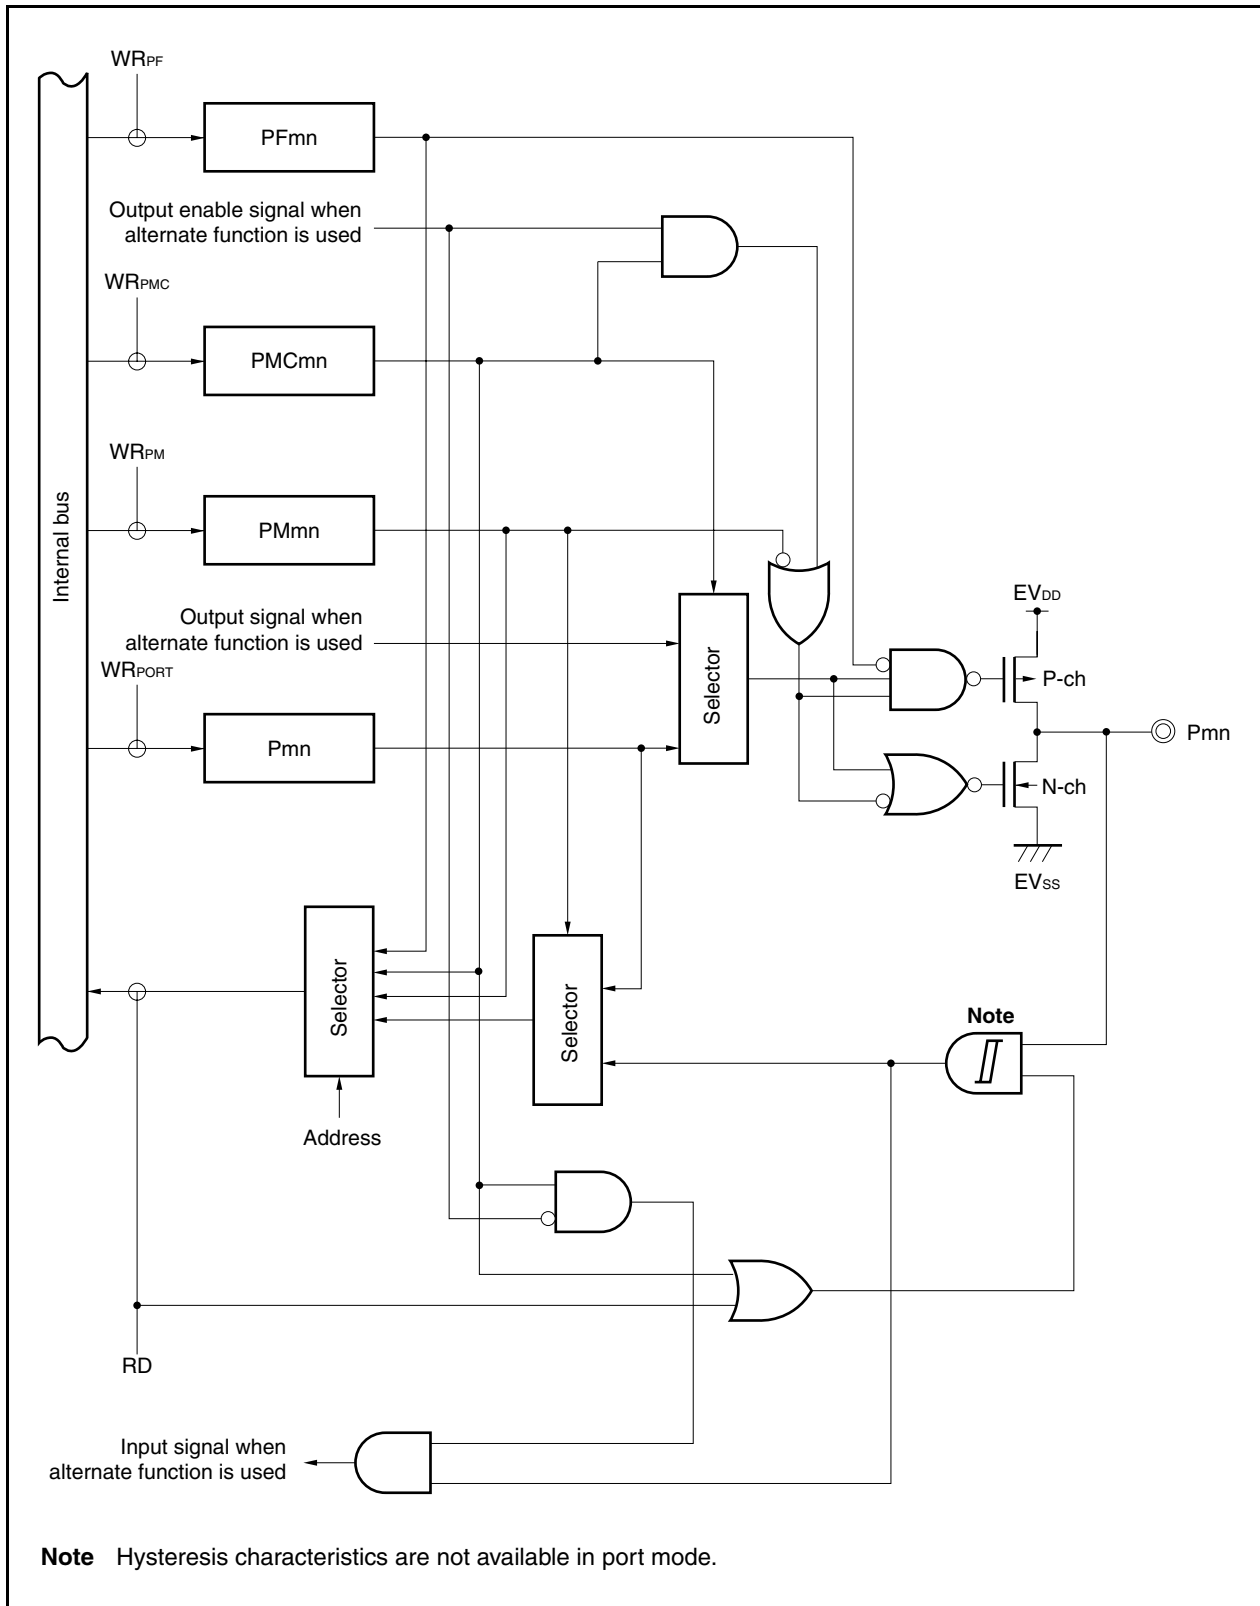 WRPF
PFmn
Output enable signal when
alternate function is used
WRPMC
PMCmn
WRPM
PMmn
Internal bus
Output signal when
alternate function is used
WRPORT
Pmn
Selector
EVDD
P-ch
Pmn
N-ch
EVSS
Selector
Selector
Note
Address
RD
Input signal when
alternate function is used
Note Hysteresis characteristics are not available in port mode.